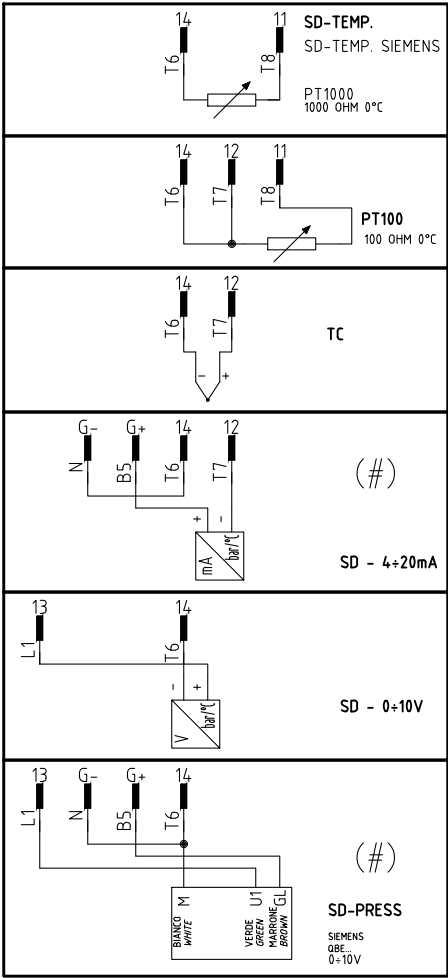 14 11 SD-TEMP.
SD-TEMP. SIEMENS
T6 T8
PT1000
1000 OHM 0°C
14 12 11
T6 T7 T8
PT100
100 OHM 0°C
14 12
T6 T7
TC
- +
G- G+ 14 12
N B5 T6 T7
(#)
+ -
mA bar/°C
SD - 4÷20mA
13 14
L1 T6
- +
V bar/°C
SD - 0÷10V
13 G- G+ 14
L1 N B5 T6
(#)
M U1 GL
BIANCO VERDE MARRONE
WHITE GREEN BROWN
SD-PRESS
SIEMENS
QBE...
0÷10V